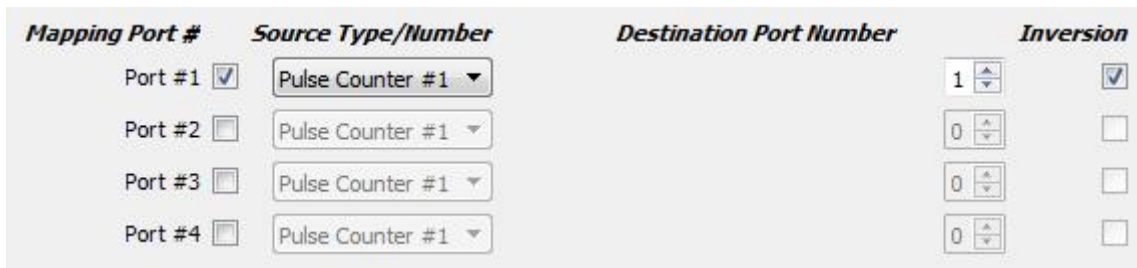 Mapping Port # Source Type/Number Destination Port Number Inversion
Port #1 Pulse Counter #1 1
Port #2 Pulse Counter #1 0
Port #3 Pulse Counter #1 0
Port #4 Pulse Counter #1 0